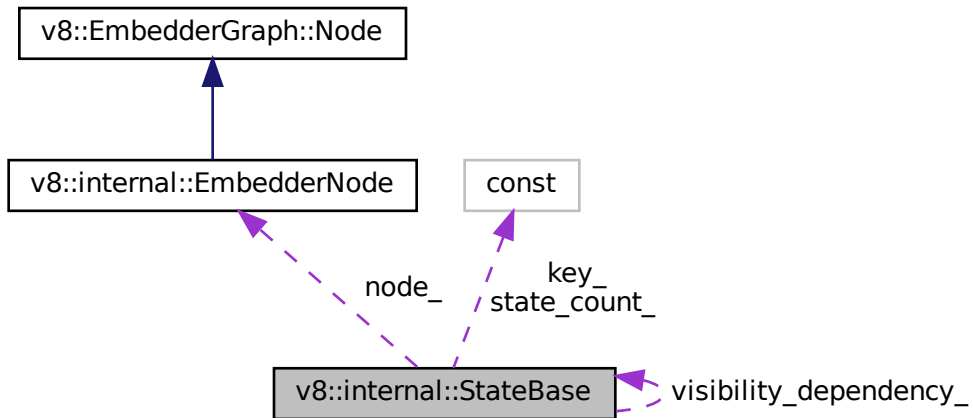 v8::EmbedderGraph::Node
v8::internal::EmbedderNode
const
node_
key_
state_count_
v8::internal::StateBase
visibility_dependency_